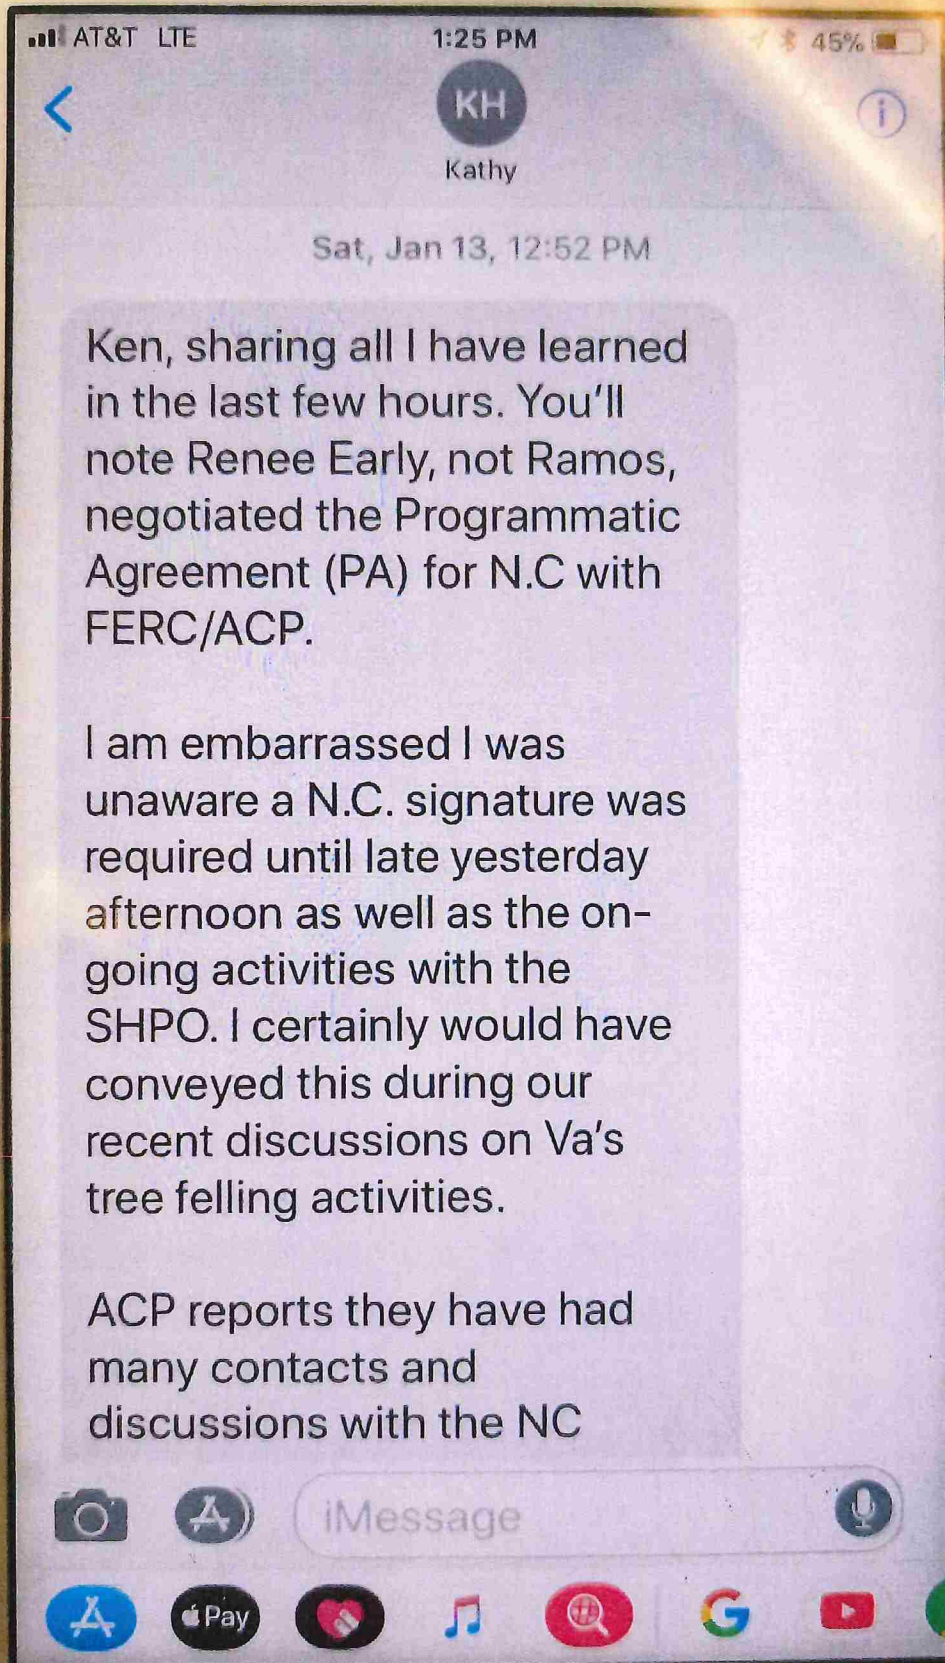 AT&T LTE 1:25 PM 45%
KH
Kathy
Sat, Jan 13, 12:52 PM
Ken, sharing all I have learned
in the last few hours. You'll
note Renee Early, not Ramos,
negotiated the Programmatic
Agreement (PA) for N.C with
FERC/ACP.
I am embarrassed I was
unaware a N.C. signature was
required until late yesterday
afternoon as well as the on-
going activities with the
SHPO. I certainly would have
conveyed this during our
recent discussions on Va's
tree felling activities.
ACP reports they have had
many contacts and
discussions with the NC
iMessage
Pay